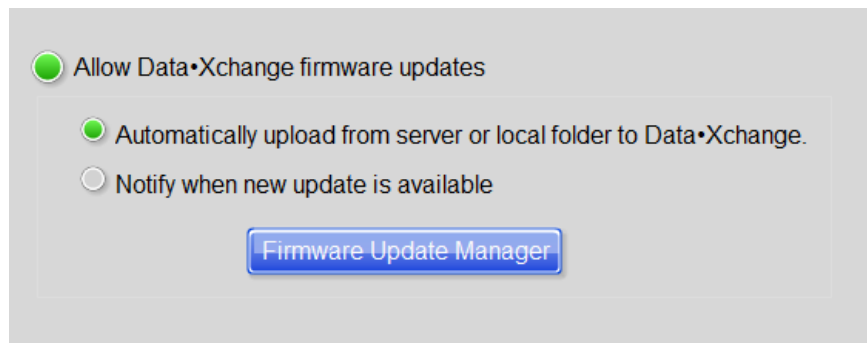 Allow Data•Xchange firmware updates
Automatically upload from server or local folder to Data•Xchange.
Notify when new update is available
Firmware Update Manager